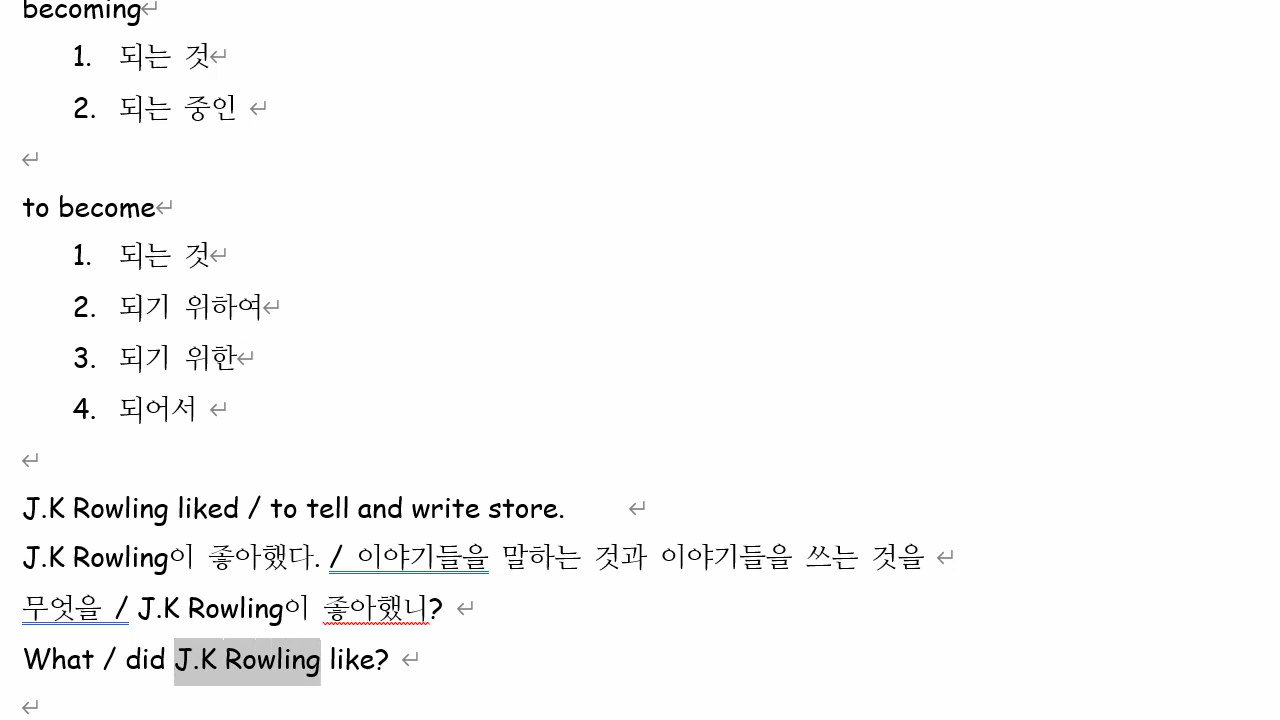 becoming
1. 되는 것
2. 되는 중인
to become
1. 되는 것
2. 되기 위하여
3. 되기 위한
4. 되어서
J.K Rowling liked / to tell and write store.
J.K Rowling이 좋아했다. / 이야기들을 말하는 것과 이야기들을 쓰는 것을
무엇을 / J.K Rowling이 좋아했니?
What / did J.K Rowling like?